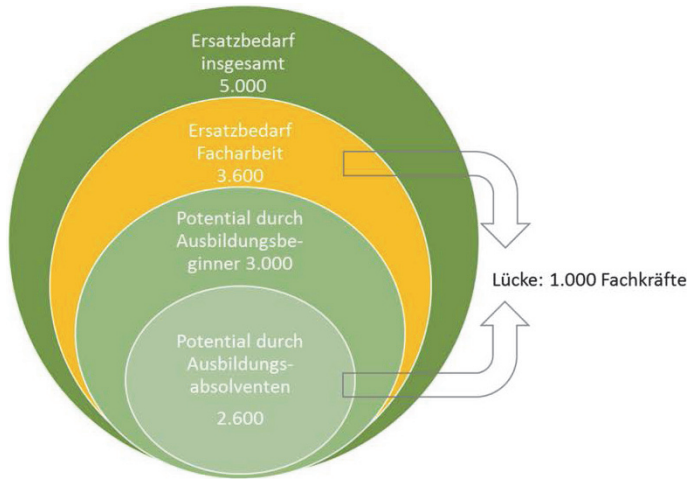 Ersatzbedarf
insgesamt
5.000
Ersatzbedarf
Facharbeit
3.600
Potential durch
Ausbildungsbe-
ginner 3.000
Lücke: 1.000 Fachkräfte
Potential durch
Ausbildungs-
absolventen
2.600